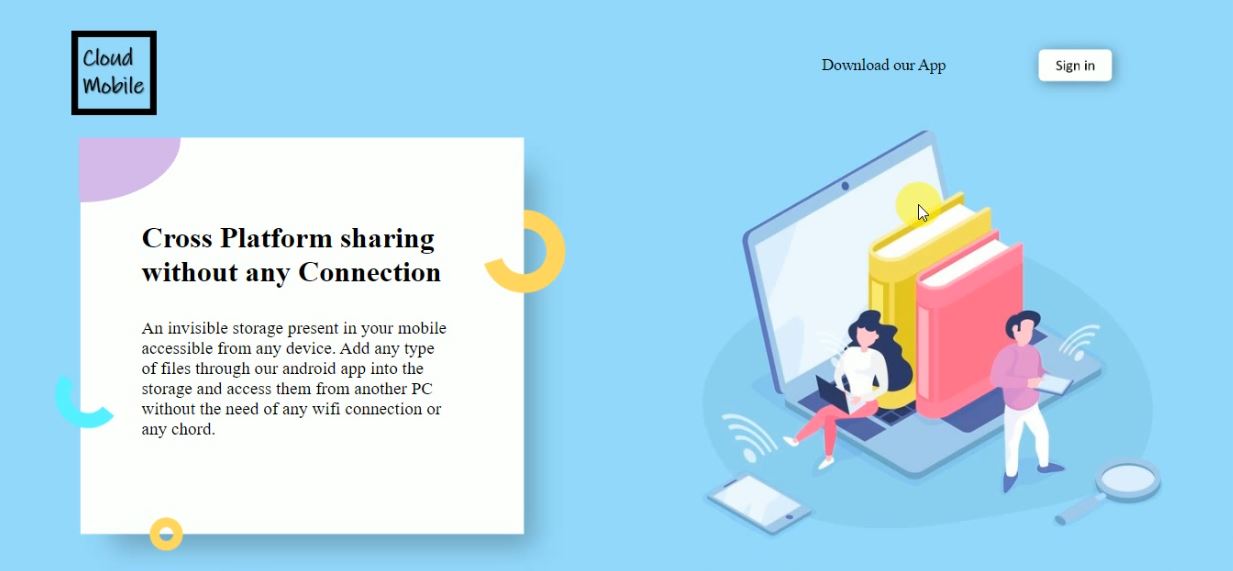 Cloud
Mobile
Download our App
Sign in
Cross Platform sharing
without any Connection
An invisible storage present in your mobile
accessible from any device. Add any type
of files through our android app into the
storage and access them from another PC
without the need of any wifi connection or
any chord.